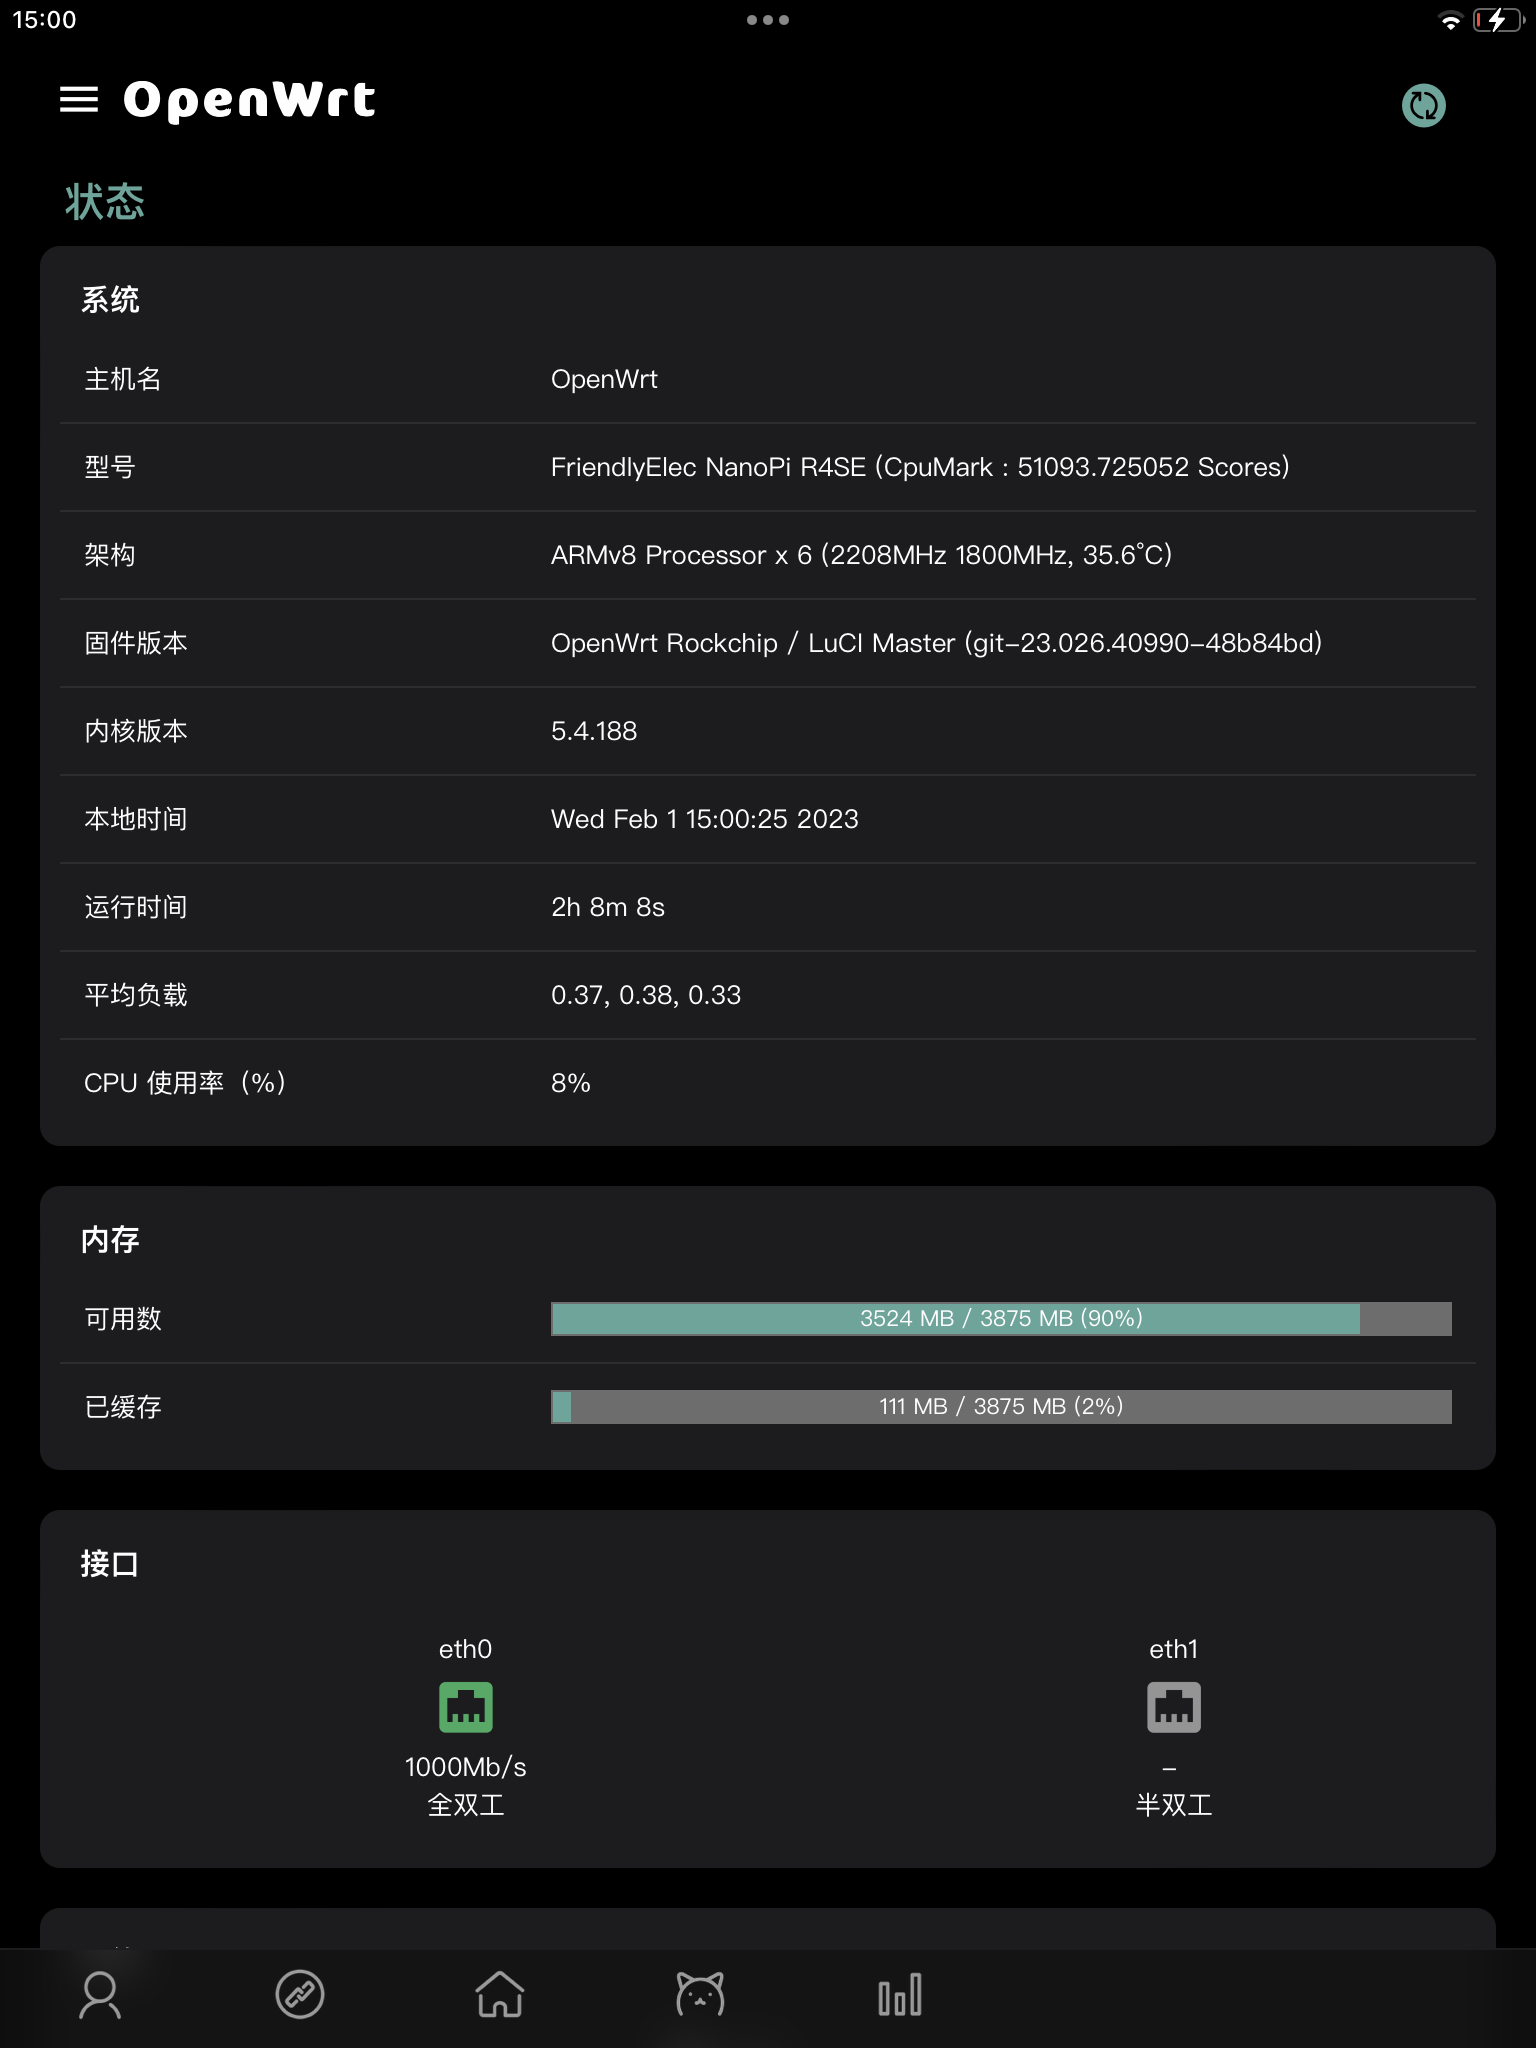 15:00
OpenWrt
状态
系统
主机名 OpenWrt
型号 FriendlyElec NanoPi R4SE (CpuMark : 51093.725052 Scores)
架构 ARMv8 Processor x 6 (2208MHz 1800MHz, 35.6°C)
固件版本 OpenWrt Rockchip / LuCI Master (git-23.026.40990-48b84bd)
内核版本 5.4.188
本地时间 Wed Feb 1 15:00:25 2023
运行时间 2h 8m 8s
平均负载 0.37, 0.38, 0.33
CPU 使用率（%） 8%
内存
可用数 3524 MB / 3875 MB (90%)
已缓存 111 MB / 3875 MB (2%)
接口
eth0 eth1
1000Mb/s -
全双工 半双工